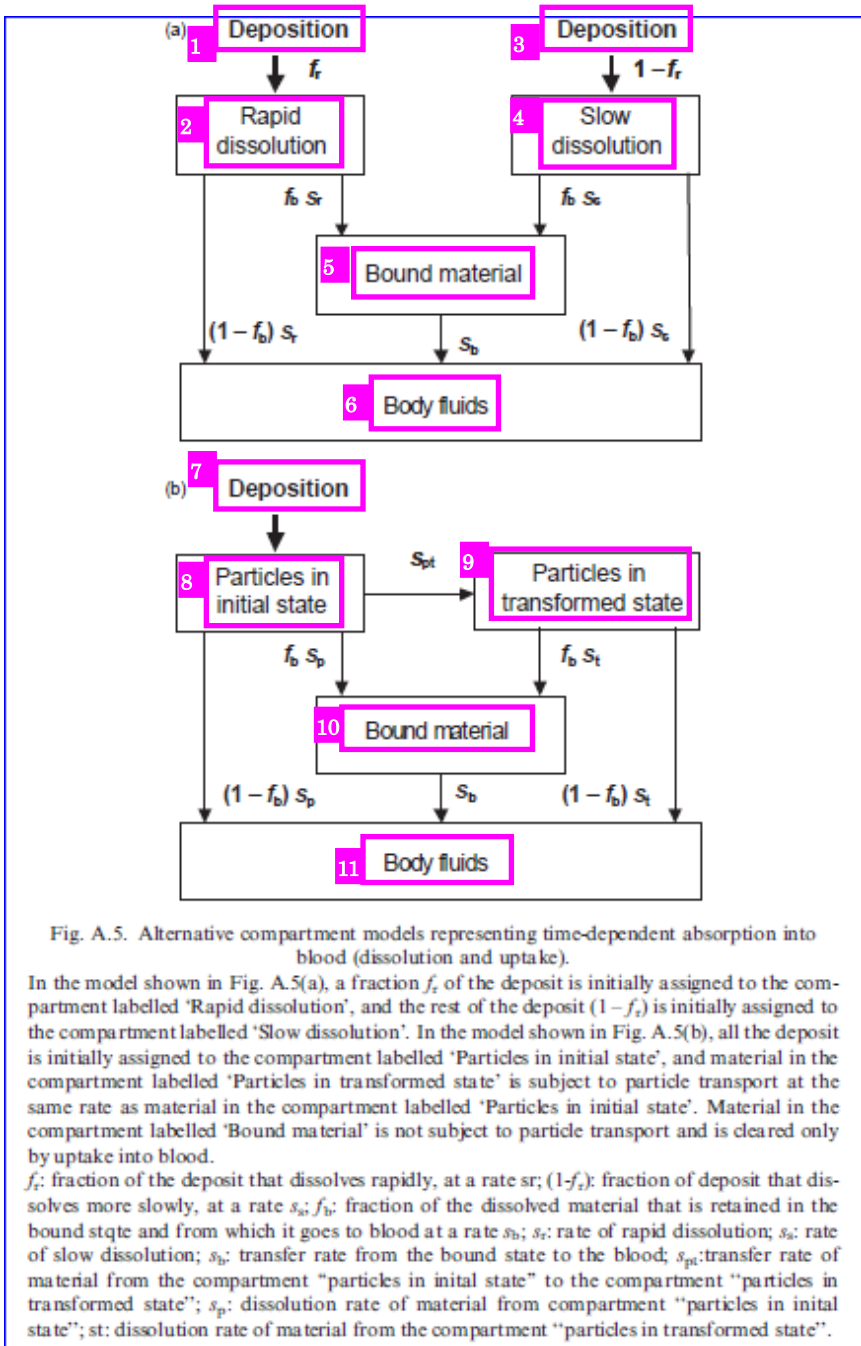 (a) Deposition Deposition
1 3
fr 1 – fr
2 Rapid dissolution 4 Slow dissolution
fb sr fb ss
5 Bound material
(1 – fb) sr sb (1 – fb) ss
6 Body fluids
7
(b) Deposition
8 Particles in initial state spt 9 Particles in transformed state
fb sp fb st
10 Bound material
(1 – fb) sp sb (1 – fb) st
11 Body fluids
Fig. A.5. Alternative compartment models representing time-dependent absorption into
blood (dissolution and uptake).
In the model shown in Fig. A.5(a), a fraction fr of the deposit is initially assigned to the com-
partment labelled ‘Rapid dissolution’, and the rest of the deposit (1 – fr) is initially assigned to
the compartment labelled ‘Slow dissolution’. In the model shown in Fig. A.5(b), all the deposit
is initially assigned to the compartment labelled ‘Particles in initial state’, and material in the
compartment labelled ‘Particles in transformed state’ is subject to particle transport at the
same rate as material in the compartment labelled ‘Particles in initial state’. Material in the
compartment labelled ‘Bound material’ is not subject to particle transport and is cleared only
by uptake into blood.
fr: fraction of the deposit that dissolves rapidly, at a rate sr; (1-fr): fraction of deposit that dis-
solves more slowly, at a rate ss; fb: fraction of the dissolved material that is retained in the
bound stqte and from which it goes to blood at a rate sb; sr: rate of rapid dissolution; ss: rate
of slow dissolution; sb: transfer rate from the bound state to the blood; spt:transfer rate of
material from the compartment “particles in inital state” to the compartment “particles in
transformed state”; sp: dissolution rate of material from compartment “particles in inital
state”; st: dissolution rate of material from the compartment “particles in transformed state”.